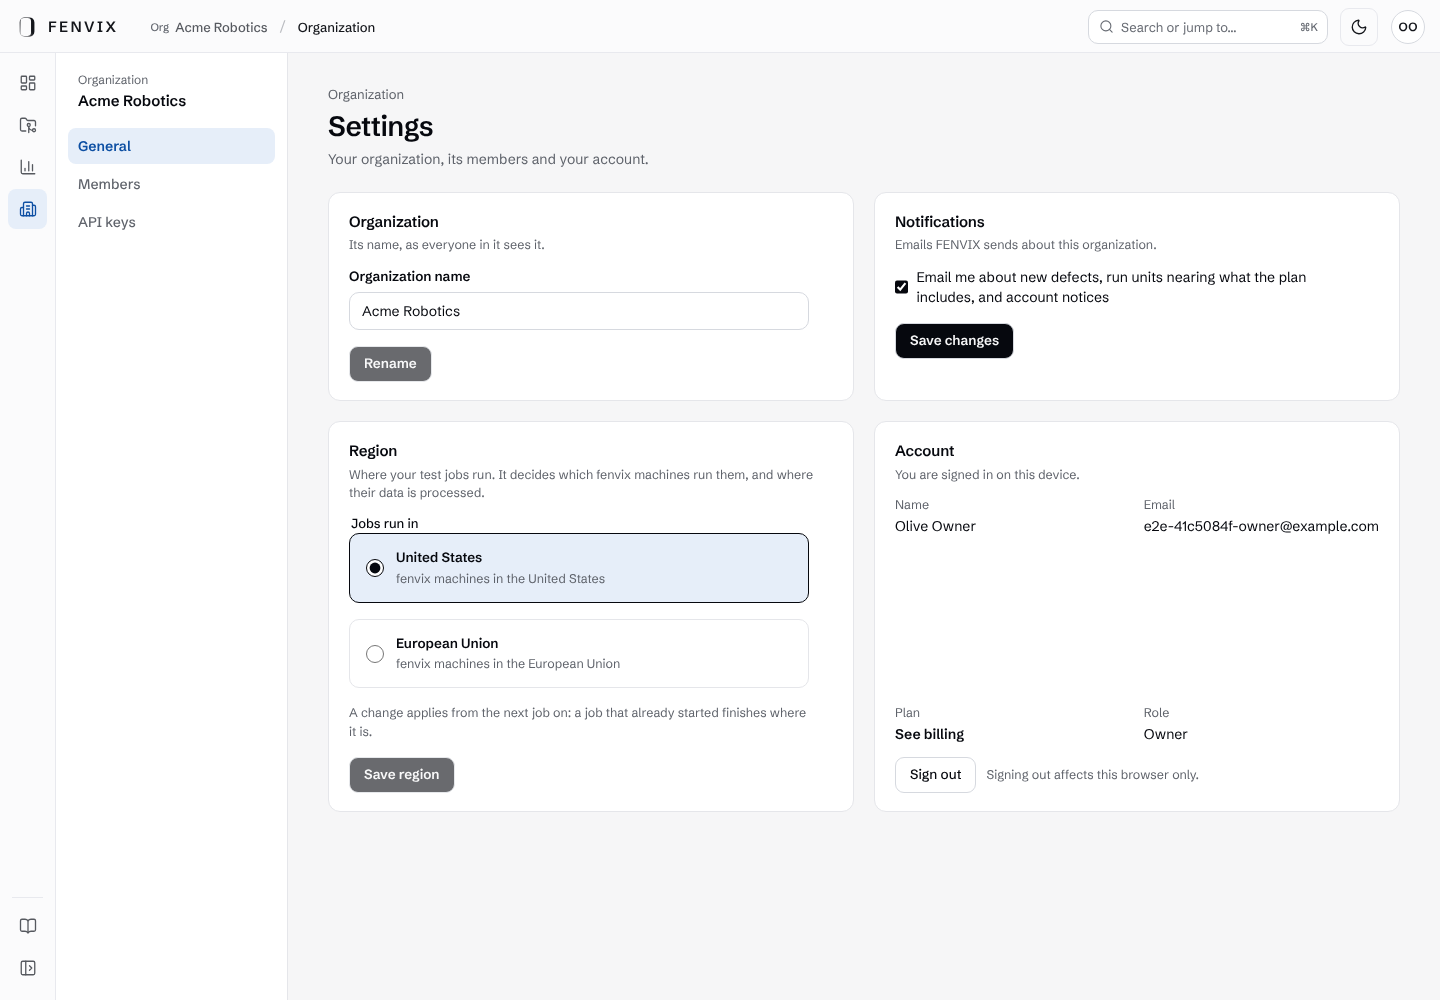 FENVIX
Org Acme Robotics / Organization
Search or jump to... ⌘K
OO
Organization
Acme Robotics
General
Members
API keys
Organization
Settings
Your organization, its members and your account.
Organization
Its name, as everyone in it sees it.
Organization name
Acme Robotics
Rename
Notifications
Emails FENVIX sends about this organization.
Email me about new defects, run units nearing what the plan
includes, and account notices
Save changes
Region
Where your test jobs run. It decides which fenvix machines run them, and where
their data is processed.
Jobs run in
United States
fenvix machines in the United States
European Union
fenvix machines in the European Union
A change applies from the next job on: a job that already started finishes where
it is.
Save region
Account
You are signed in on this device.
Name
Olive Owner
Email
e2e-41c5084f-owner@example.com
Plan
See billing
Role
Owner
Sign out
Signing out affects this browser only.